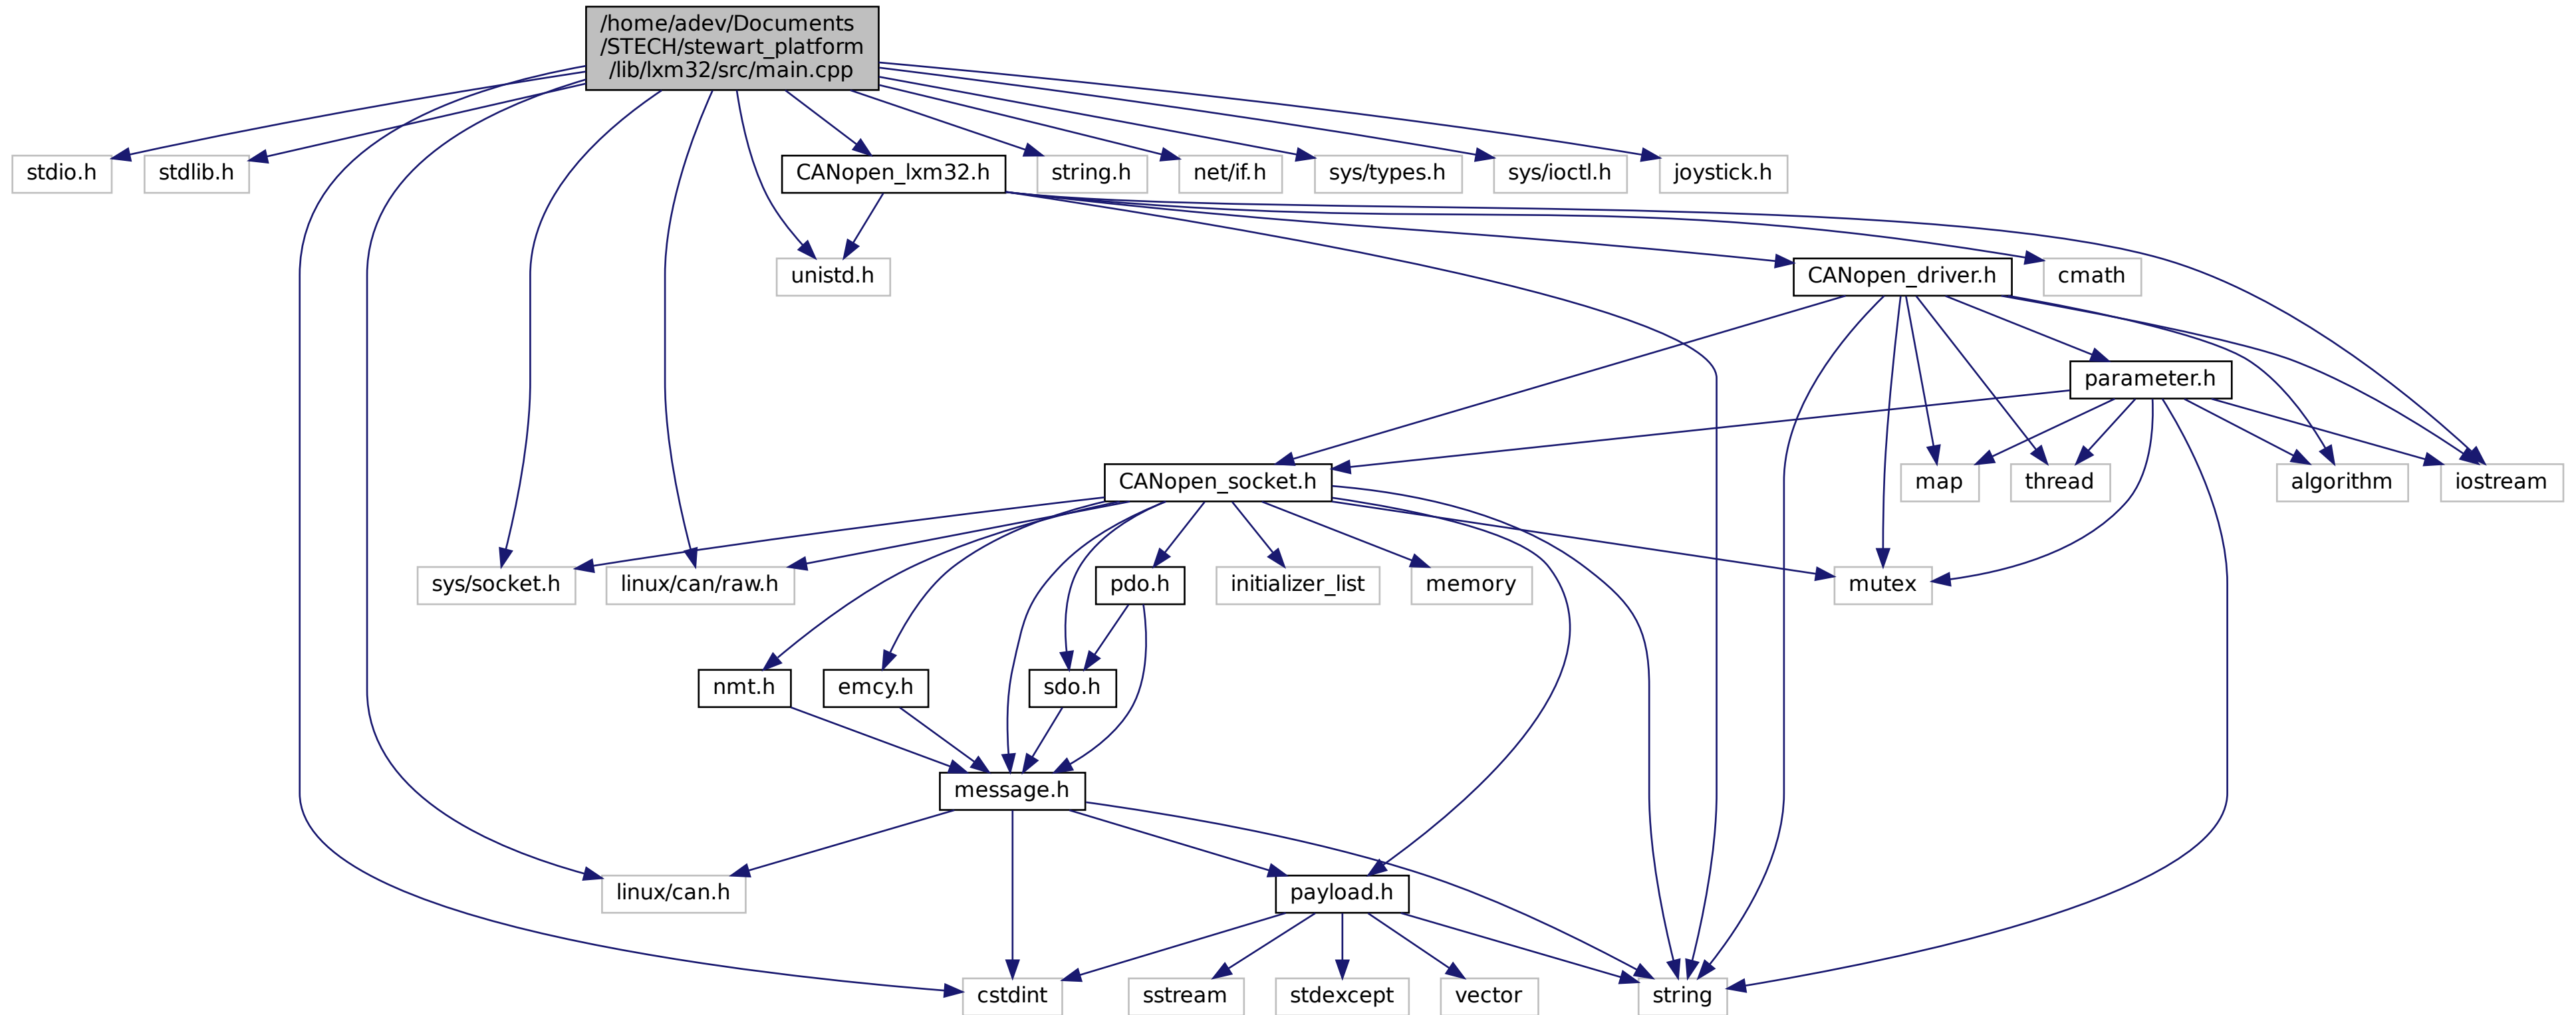 /home/adev/Documents
/STECH/stewart_platform
/lib/lxm32/src/main.cpp
stdio.h
stdlib.h
CANopen_lxm32.h
string.h
net/if.h
sys/types.h
sys/ioctl.h
joystick.h
unistd.h
CANopen_driver.h
cmath
parameter.h
CANopen_socket.h
map
thread
algorithm
iostream
sys/socket.h
linux/can/raw.h
pdo.h
initializer_list
memory
mutex
nmt.h
emcy.h
sdo.h
message.h
linux/can.h
payload.h
cstdint
sstream
stdexcept
vector
string